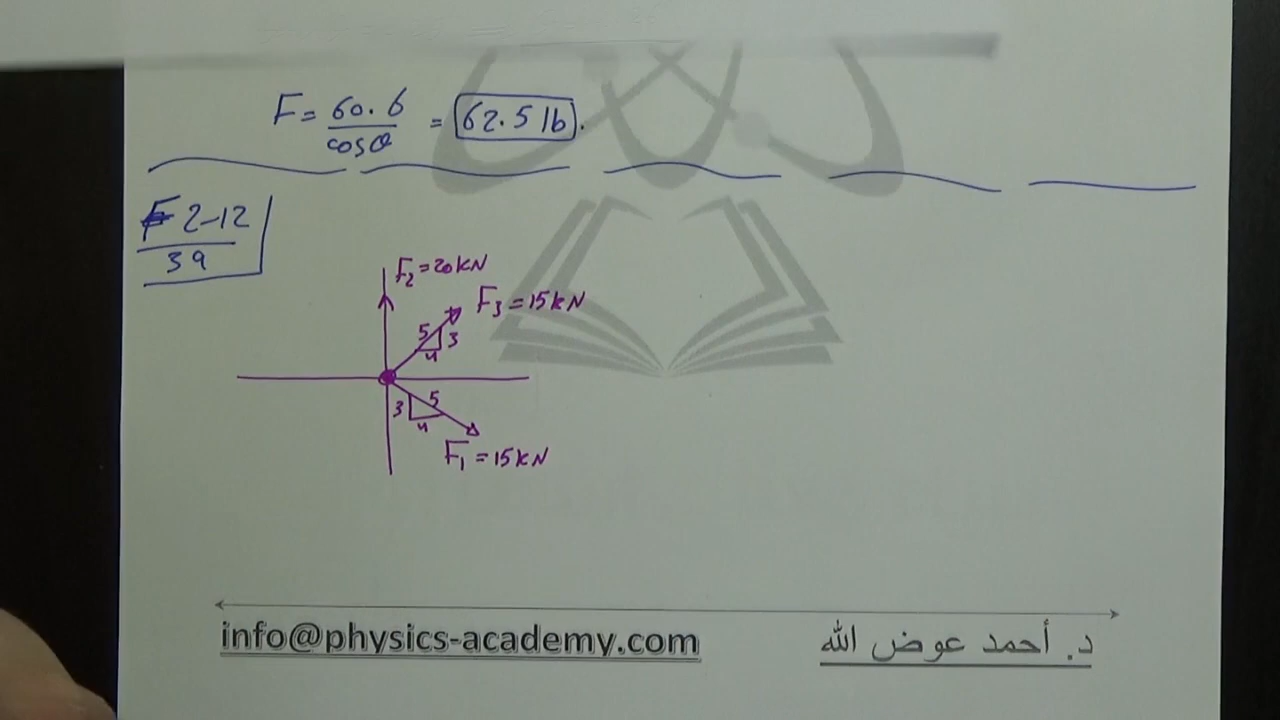 F = 60.6 / cosθ = 62.5 lb.
F 2-12
39
F2 = 20 kN
F3 = 15 kN
5
3
4
5
3
4
F1 = 15 kN
info@physics-academy.com
د. أحمد عوض الله